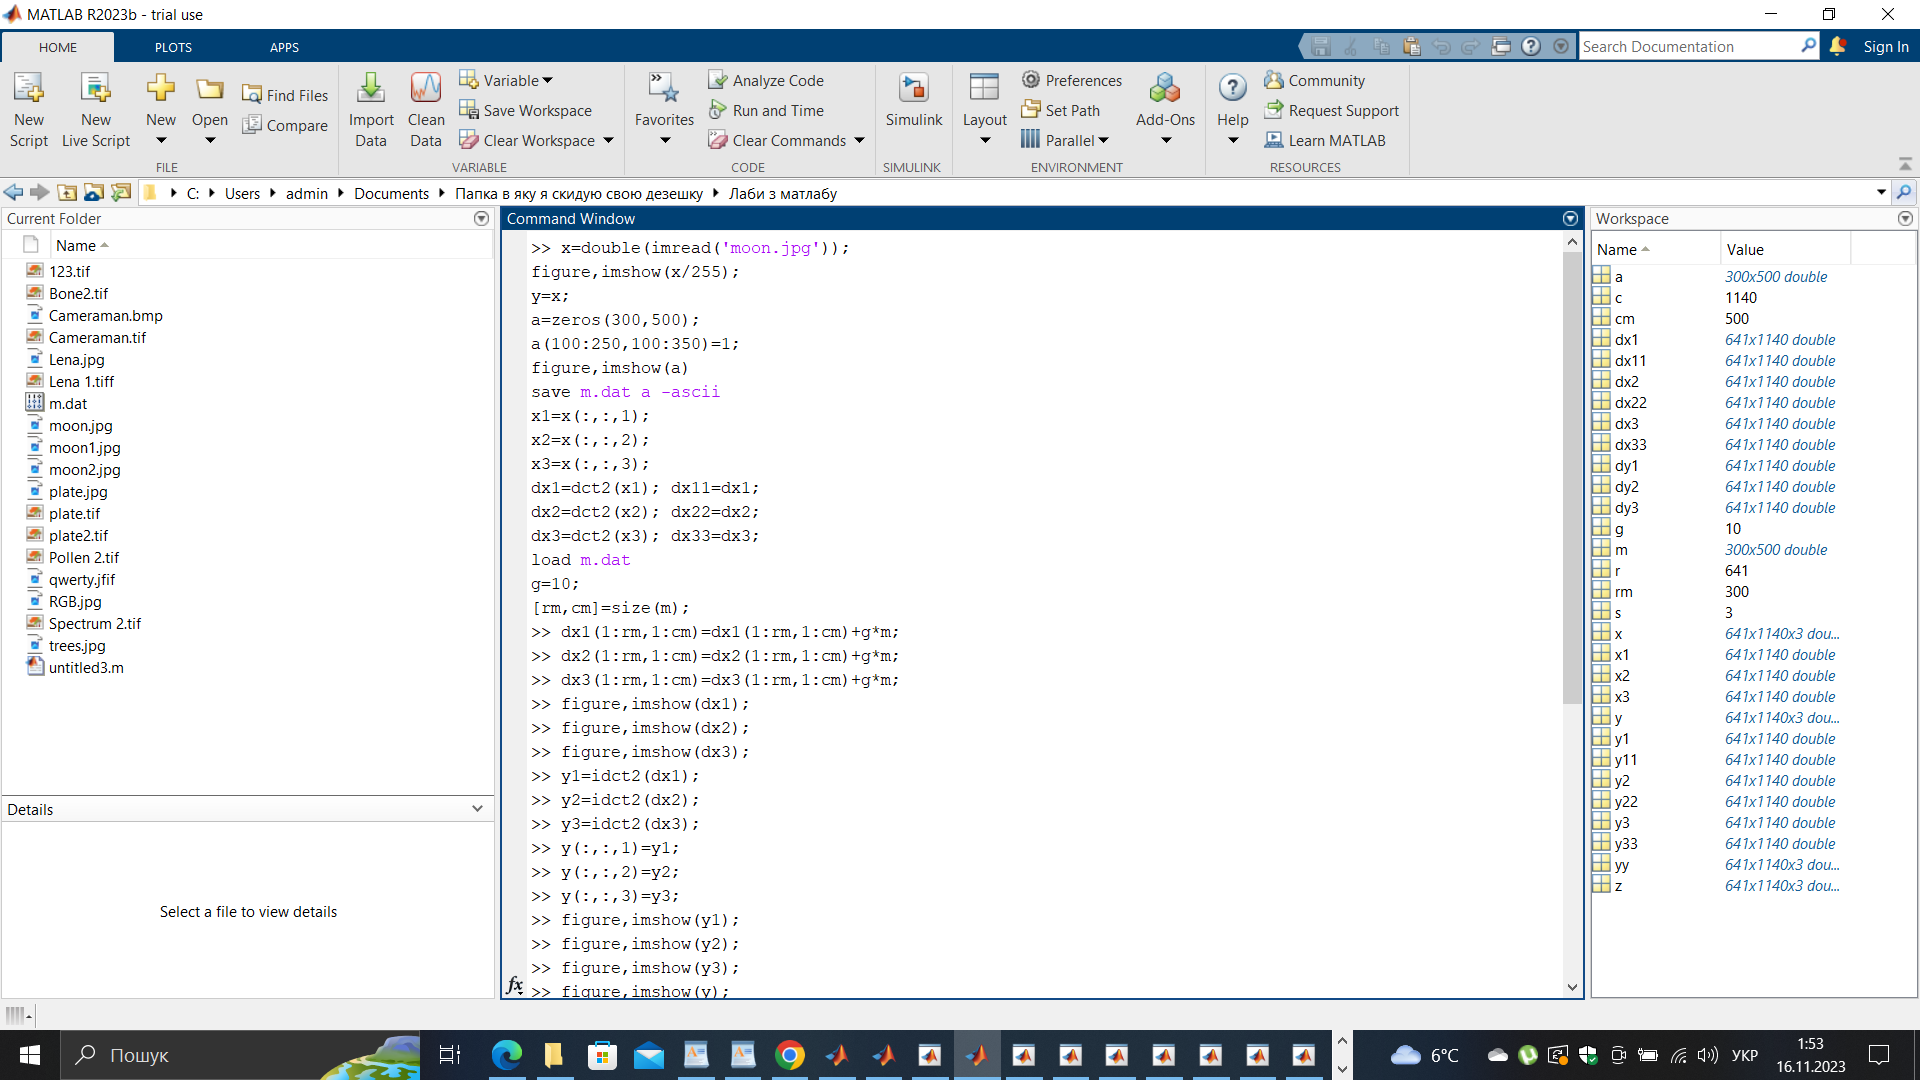 MATLAB R2023b - trial use
HOME
PLOTS
APPS
Search Documentation
Sign In
New Script
New Live Script
New
Open
Find Files
Compare
FILE
Import Data
Clean Data
Variable
Save Workspace
Clear Workspace
VARIABLE
Favorites
Analyze Code
Run and Time
Clear Commands
CODE
Simulink
SIMULINK
Layout
Preferences
Set Path
Parallel
Add-Ons
ENVIRONMENT
Help
Community
Request Support
Learn MATLAB
RESOURCES
C: Users admin Documents Папка в яку я скидую свою дезешку Лаби з матлабу
Current Folder
Name
123.tif
Bone2.tif
Cameraman.bmp
Cameraman.tif
Lena.jpg
Lena 1.tiff
m.dat
moon.jpg
moon1.jpg
moon2.jpg
plate.jpg
plate.tif
plate2.tif
Pollen 2.tif
qwerty.jfif
RGB.jpg
Spectrum 2.tif
trees.jpg
untitled3.m
Details
Select a file to view details
Command Window
>> x=double(imread('moon.jpg'));
figure,imshow(x/255);
y=x;
a=zeros(300,500);
a(100:250,100:350)=1;
figure,imshow(a)
save m.dat a -ascii
x1=x(:,:,1);
x2=x(:,:,2);
x3=x(:,:,3);
dx1=dct2(x1); dx11=dx1;
dx2=dct2(x2); dx22=dx2;
dx3=dct2(x3); dx33=dx3;
load m.dat
g=10;
[rm,cm]=size(m);
>> dx1(1:rm,1:cm)=dx1(1:rm,1:cm)+g*m;
>> dx2(1:rm,1:cm)=dx2(1:rm,1:cm)+g*m;
>> dx3(1:rm,1:cm)=dx3(1:rm,1:cm)+g*m;
>> figure,imshow(dx1);
>> figure,imshow(dx2);
>> figure,imshow(dx3);
>> y1=idct2(dx1);
>> y2=idct2(dx2);
>> y3=idct2(dx3);
>> y(:,:,1)=y1;
>> y(:,:,2)=y2;
>> y(:,:,3)=y3;
>> figure,imshow(y1);
>> figure,imshow(y2);
>> figure,imshow(y3);
fx >> figure,imshow(y);
Workspace
Name Value
a 300x500 double
c 1140
cm 500
dx1 641x1140 double
dx11 641x1140 double
dx2 641x1140 double
dx22 641x1140 double
dx3 641x1140 double
dx33 641x1140 double
dy1 641x1140 double
dy2 641x1140 double
dy3 641x1140 double
g 10
m 300x500 double
r 641
rm 300
s 3
x 641x1140x3 dou...
x1 641x1140 double
x2 641x1140 double
x3 641x1140 double
y 641x1140x3 dou...
y1 641x1140 double
y11 641x1140 double
y2 641x1140 double
y22 641x1140 double
y3 641x1140 double
y33 641x1140 double
yy 641x1140x3 dou...
z 641x1140x3 dou...
Пошук
6°C
УКР
1:53
16.11.2023